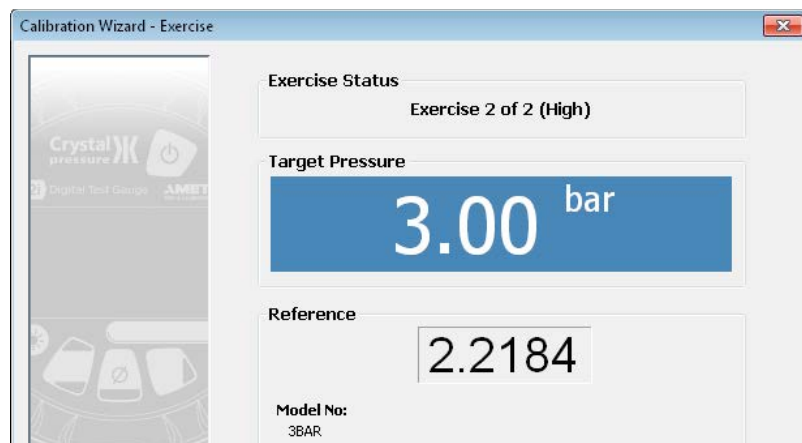 Calibration Wizard - Exercise
Crystal
pressure
Digital Test Gauge
Exercise Status
Exercise 2 of 2 (High)
Target Pressure
3.00 bar
Reference
2.2184
Model No:
3BAR